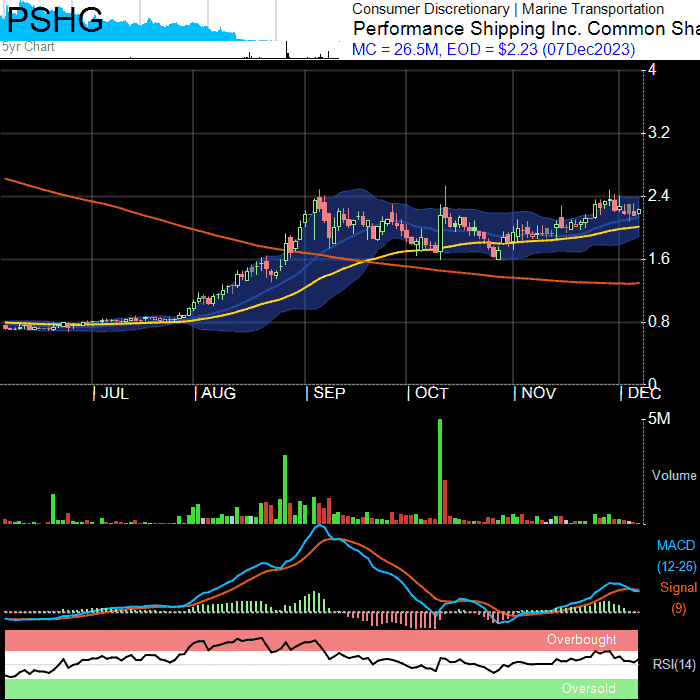 PSHG
5yr Chart
Consumer Discretionary | Marine Transportation
Performance Shipping Inc. Common Sha
MC = 26.5M, EOD = $2.23 (07Dec2023)
4
3.2
2.4
1.6
0.8
0
JUL
AUG
SEP
OCT
NOV
DEC
5M
Volume
MACD
(12-26)
Signal
(9)
Overbought
RSI(14)
Oversold